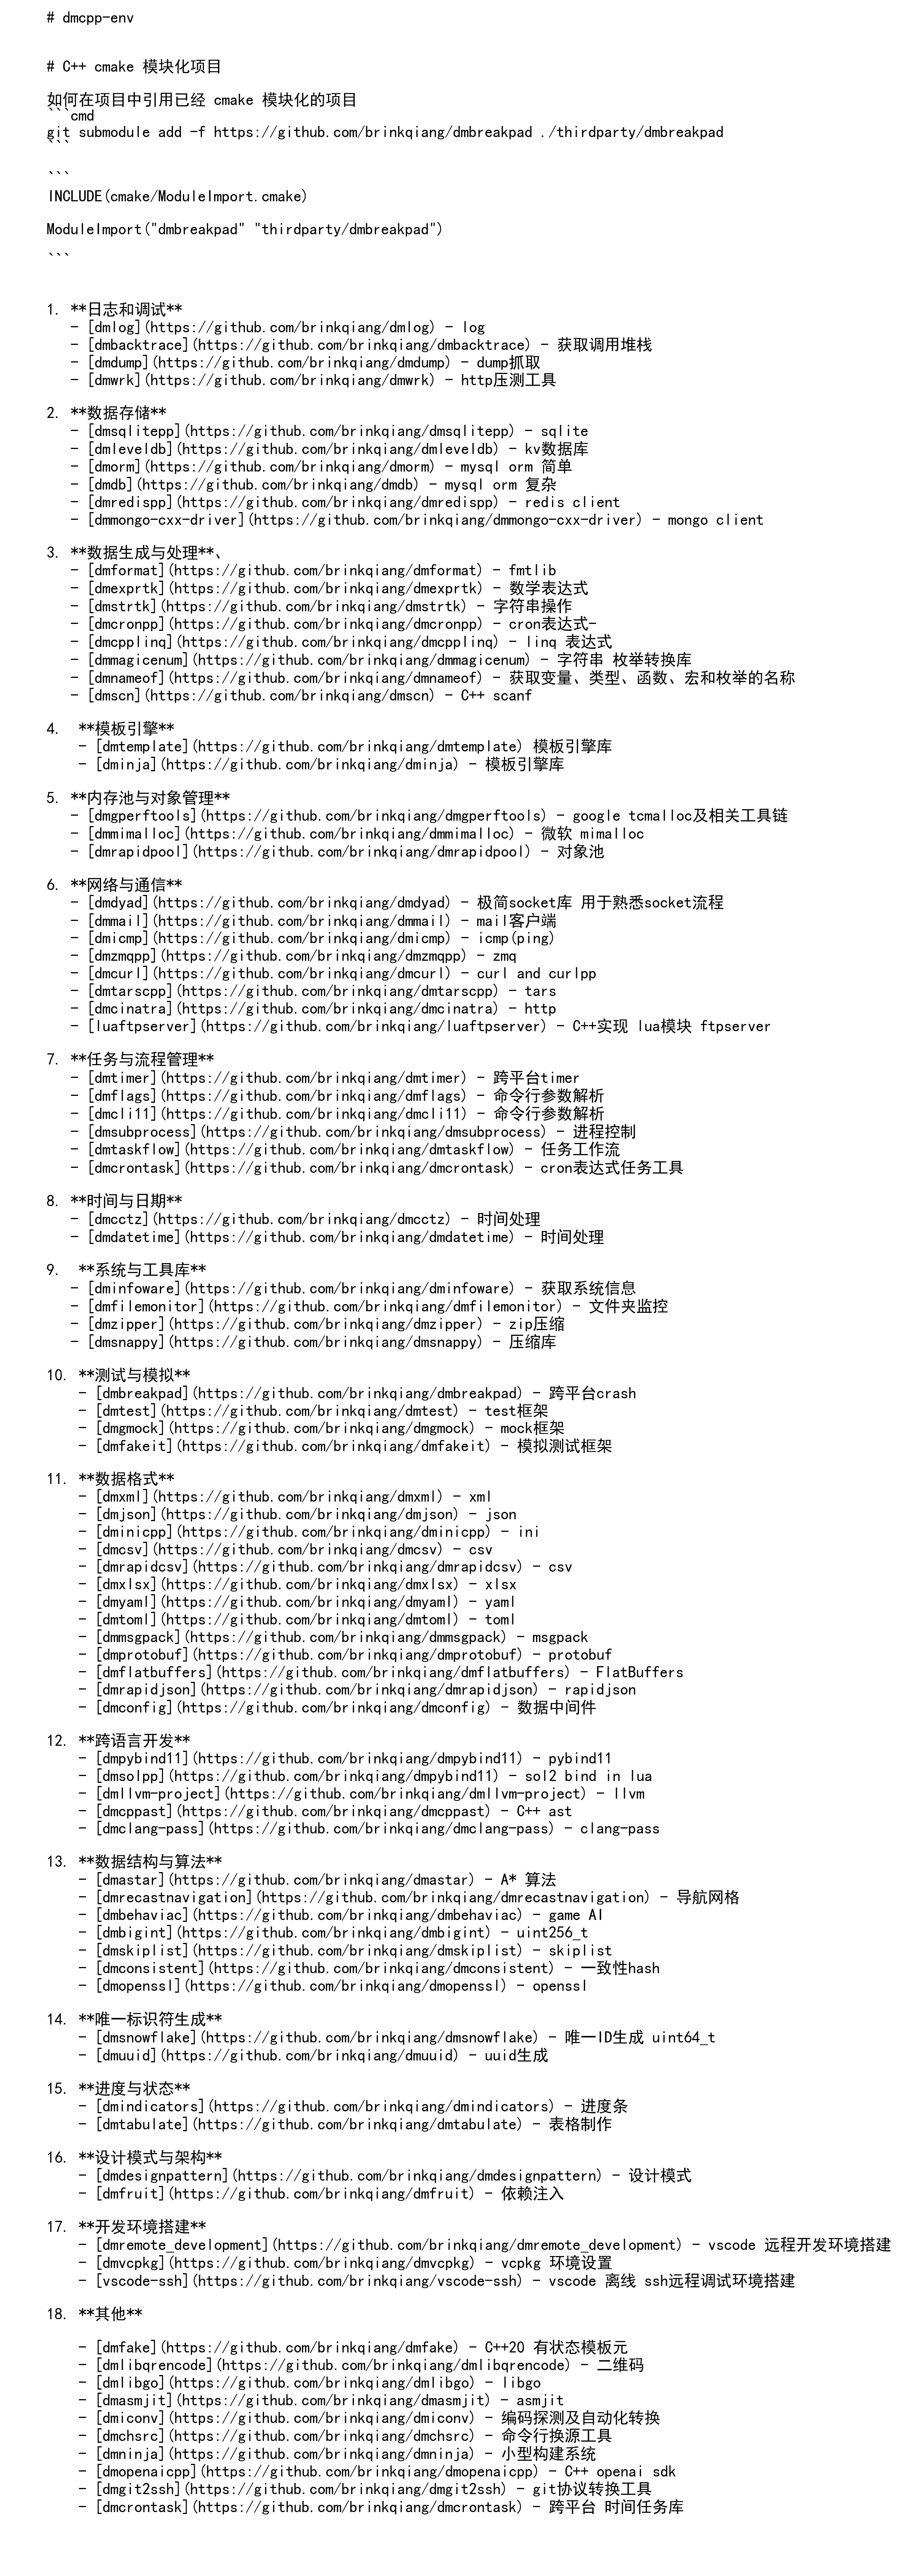 # dmcpp-env
# C++ cmake 模块化项目
如何在项目中引用已经 cmake 模块化的项目
```cmd
git submodule add -f https://github.com/brinkqiang/dmbreakpad ./thirdparty/dmbreakpad
```
```
INCLUDE(cmake/ModuleImport.cmake)
ModuleImport("dmbreakpad" "thirdparty/dmbreakpad")
```
1. **日志和调试**
- [dmlog](https://github.com/brinkqiang/dmlog) - log
- [dmbacktrace](https://github.com/brinkqiang/dmbacktrace) - 获取调用堆栈
- [dmdump](https://github.com/brinkqiang/dmdump) - dump抓取
- [dmwrk](https://github.com/brinkqiang/dmwrk) - http压测工具
2. **数据存储**
- [dmsqlitepp](https://github.com/brinkqiang/dmsqlitepp) - sqlite
- [dmleveldb](https://github.com/brinkqiang/dmleveldb) - kv数据库
- [dmorm](https://github.com/brinkqiang/dmorm) - mysql orm 简单
- [dmdb](https://github.com/brinkqiang/dmdb) - mysql orm 复杂
- [dmredispp](https://github.com/brinkqiang/dmredispp) - redis client
- [dmmongo-cxx-driver](https://github.com/brinkqiang/dmmongo-cxx-driver) - mongo client
3. **数据生成与处理**、
- [dmformat](https://github.com/brinkqiang/dmformat) - fmtlib
- [dmexprtk](https://github.com/brinkqiang/dmexprtk) - 数学表达式
- [dmstrtk](https://github.com/brinkqiang/dmstrtk) - 字符串操作
- [dmcronpp](https://github.com/brinkqiang/dmcronpp) - cron表达式-
- [dmcpplinq](https://github.com/brinkqiang/dmcpplinq) - linq 表达式
- [dmmagicenum](https://github.com/brinkqiang/dmmagicenum) - 字符串 枚举转换库
- [dmnameof](https://github.com/brinkqiang/dmnameof) - 获取变量、类型、函数、宏和枚举的名称
- [dmscn](https://github.com/brinkqiang/dmscn) - C++ scanf
4.  **模板引擎**
- [dmtemplate](https://github.com/brinkqiang/dmtemplate) 模板引擎库
- [dminja](https://github.com/brinkqiang/dminja) - 模板引擎库
5. **内存池与对象管理**
- [dmgperftools](https://github.com/brinkqiang/dmgperftools) - google tcmalloc及相关工具链
- [dmmimalloc](https://github.com/brinkqiang/dmmimalloc) - 微软 mimalloc
- [dmrapidpool](https://github.com/brinkqiang/dmrapidpool) - 对象池
6. **网络与通信**
- [dmdyad](https://github.com/brinkqiang/dmdyad) - 极简socket库 用于熟悉socket流程
- [dmmail](https://github.com/brinkqiang/dmmail) - mail客户端
- [dmicmp](https://github.com/brinkqiang/dmicmp) - icmp(ping)
- [dmzmqpp](https://github.com/brinkqiang/dmzmqpp) - zmq
- [dmcurl](https://github.com/brinkqiang/dmcurl) - curl and curlpp
- [dmtarscpp](https://github.com/brinkqiang/dmtarscpp) - tars
- [dmcinatra](https://github.com/brinkqiang/dmcinatra) - http
- [luaftpserver](https://github.com/brinkqiang/luaftpserver) - C++实现 lua模块 ftpserver
7. **任务与流程管理**
- [dmtimer](https://github.com/brinkqiang/dmtimer) - 跨平台timer
- [dmflags](https://github.com/brinkqiang/dmflags) - 命令行参数解析
- [dmcli11](https://github.com/brinkqiang/dmcli11) - 命令行参数解析
- [dmsubprocess](https://github.com/brinkqiang/dmsubprocess) - 进程控制
- [dmtaskflow](https://github.com/brinkqiang/dmtaskflow) - 任务工作流
- [dmcrontask](https://github.com/brinkqiang/dmcrontask) - cron表达式任务工具
8. **时间与日期**
- [dmcctz](https://github.com/brinkqiang/dmcctz) - 时间处理
- [dmdatetime](https://github.com/brinkqiang/dmdatetime) - 时间处理
9.  **系统与工具库**
- [dminfoware](https://github.com/brinkqiang/dminfoware) - 获取系统信息
- [dmfilemonitor](https://github.com/brinkqiang/dmfilemonitor) - 文件夹监控
- [dmzipper](https://github.com/brinkqiang/dmzipper) - zip压缩
- [dmsnappy](https://github.com/brinkqiang/dmsnappy) - 压缩库
10. **测试与模拟**
- [dmbreakpad](https://github.com/brinkqiang/dmbreakpad) - 跨平台crash
- [dmtest](https://github.com/brinkqiang/dmtest) - test框架
- [dmgmock](https://github.com/brinkqiang/dmgmock) - mock框架
- [dmfakeit](https://github.com/brinkqiang/dmfakeit) - 模拟测试框架
11. **数据格式**
- [dmxml](https://github.com/brinkqiang/dmxml) - xml
- [dmjson](https://github.com/brinkqiang/dmjson) - json
- [dminicpp](https://github.com/brinkqiang/dminicpp) - ini
- [dmcsv](https://github.com/brinkqiang/dmcsv) - csv
- [dmrapidcsv](https://github.com/brinkqiang/dmrapidcsv) - csv
- [dmxlsx](https://github.com/brinkqiang/dmxlsx) - xlsx
- [dmyaml](https://github.com/brinkqiang/dmyaml) - yaml
- [dmtoml](https://github.com/brinkqiang/dmtoml) - toml
- [dmmsgpack](https://github.com/brinkqiang/dmmsgpack) - msgpack
- [dmprotobuf](https://github.com/brinkqiang/dmprotobuf) - protobuf
- [dmflatbuffers](https://github.com/brinkqiang/dmflatbuffers) - FlatBuffers
- [dmrapidjson](https://github.com/brinkqiang/dmrapidjson) - rapidjson
- [dmconfig](https://github.com/brinkqiang/dmconfig) - 数据中间件
12. **跨语言开发**
- [dmpybind11](https://github.com/brinkqiang/dmpybind11) - pybind11
- [dmsolpp](https://github.com/brinkqiang/dmpybind11) - sol2 bind in lua
- [dmllvm-project](https://github.com/brinkqiang/dmllvm-project) - llvm
- [dmcppast](https://github.com/brinkqiang/dmcppast) - C++ ast
- [dmclang-pass](https://github.com/brinkqiang/dmclang-pass) - clang-pass
13. **数据结构与算法**
- [dmastar](https://github.com/brinkqiang/dmastar) - A* 算法
- [dmrecastnavigation](https://github.com/brinkqiang/dmrecastnavigation) - 导航网格
- [dmbehaviac](https://github.com/brinkqiang/dmbehaviac) - game AI
- [dmbigint](https://github.com/brinkqiang/dmbigint) - uint256_t
- [dmskiplist](https://github.com/brinkqiang/dmskiplist) - skiplist
- [dmconsistent](https://github.com/brinkqiang/dmconsistent) - 一致性hash
- [dmopenssl](https://github.com/brinkqiang/dmopenssl) - openssl
14. **唯一标识符生成**
- [dmsnowflake](https://github.com/brinkqiang/dmsnowflake) - 唯一ID生成 uint64_t
- [dmuuid](https://github.com/brinkqiang/dmuuid) - uuid生成
15. **进度与状态**
- [dmindicators](https://github.com/brinkqiang/dmindicators) - 进度条
- [dmtabulate](https://github.com/brinkqiang/dmtabulate) - 表格制作
16. **设计模式与架构**
- [dmdesignpattern](https://github.com/brinkqiang/dmdesignpattern) - 设计模式
- [dmfruit](https://github.com/brinkqiang/dmfruit) - 依赖注入
17. **开发环境搭建**
- [dmremote_development](https://github.com/brinkqiang/dmremote_development) - vscode 远程开发环境搭建
- [dmvcpkg](https://github.com/brinkqiang/dmvcpkg) - vcpkg 环境设置
- [vscode-ssh](https://github.com/brinkqiang/vscode-ssh) - vscode 离线 ssh远程调试环境搭建
18. **其他**
- [dmfake](https://github.com/brinkqiang/dmfake) - C++20 有状态模板元
- [dmlibqrencode](https://github.com/brinkqiang/dmlibqrencode) - 二维码
- [dmlibgo](https://github.com/brinkqiang/dmlibgo) - libgo
- [dmasmjit](https://github.com/brinkqiang/dmasmjit) - asmjit
- [dmiconv](https://github.com/brinkqiang/dmiconv) - 编码探测及自动化转换
- [dmchsrc](https://github.com/brinkqiang/dmchsrc) - 命令行换源工具
- [dmninja](https://github.com/brinkqiang/dmninja) - 小型构建系统
- [dmopenaicpp](https://github.com/brinkqiang/dmopenaicpp) - C++ openai sdk
- [dmgit2ssh](https://github.com/brinkqiang/dmgit2ssh) - git协议转换工具
- [dmcrontask](https://github.com/brinkqiang/dmcrontask) - 跨平台 时间任务库